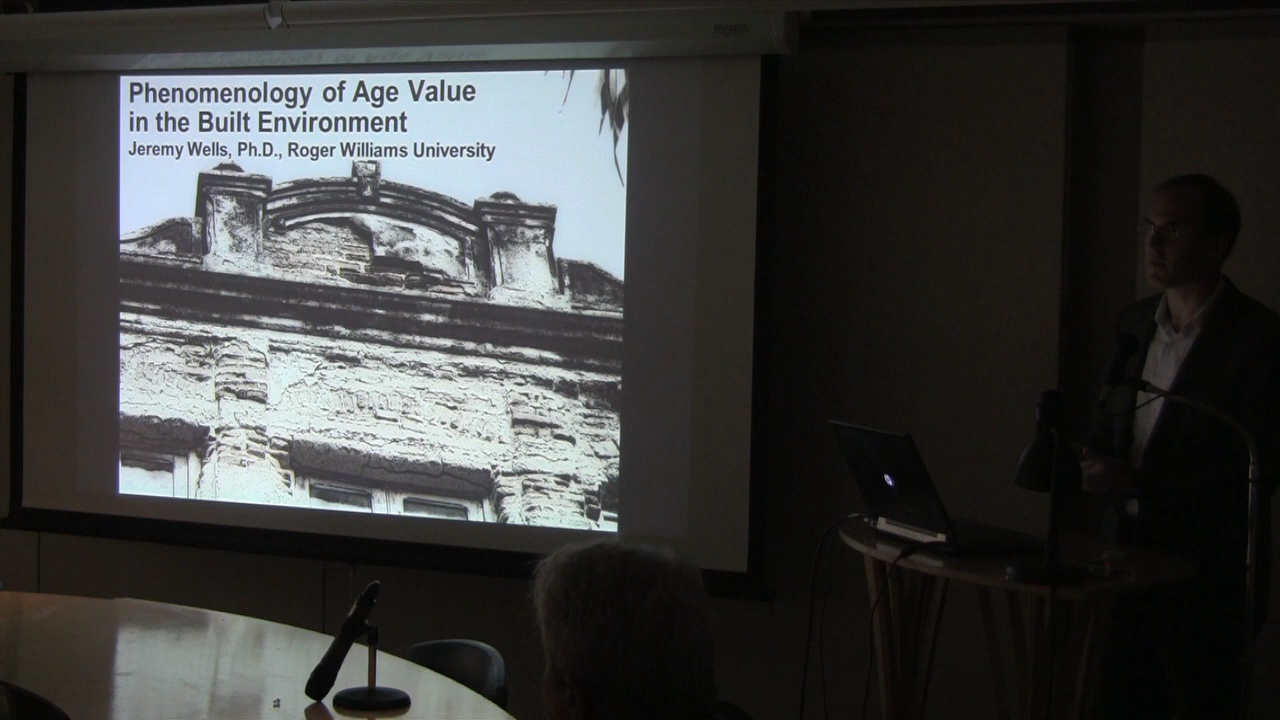 Phenomenology of Age Value
in the Built Environment
Jeremy Wells, Ph.D., Roger Williams University